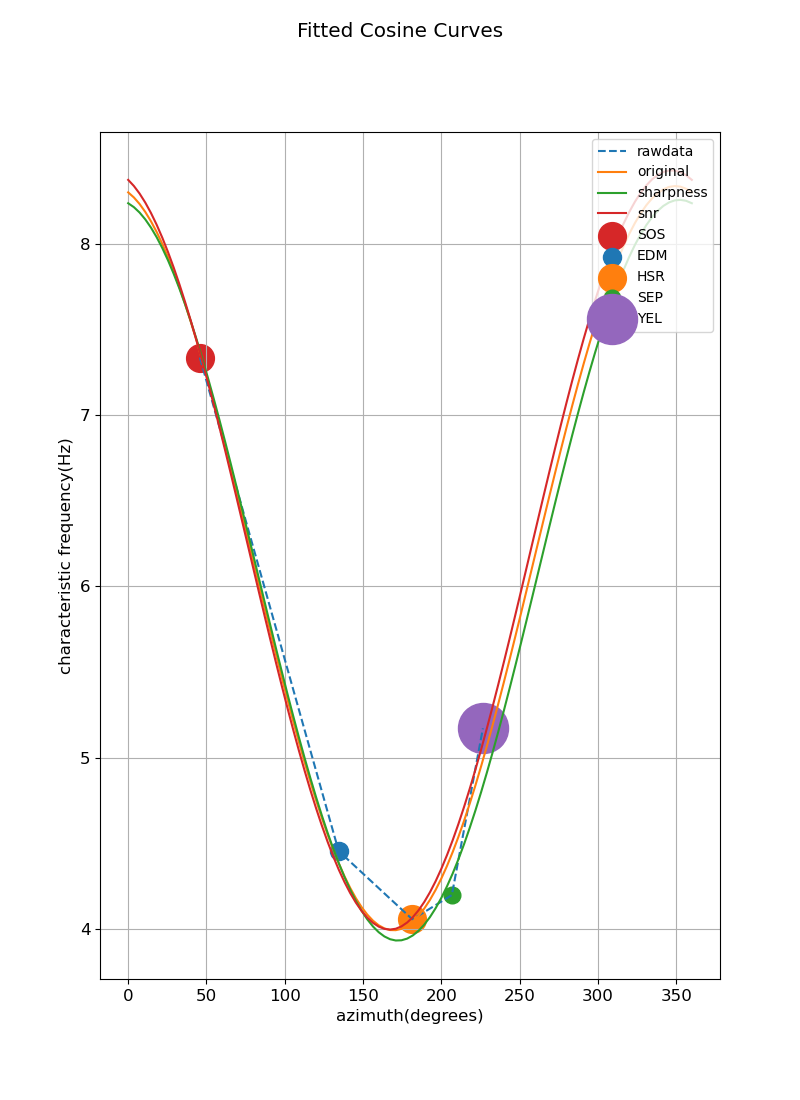 Fitted Cosine Curves
rawdata
original
sharpness
snr
SOS
EDM
HSR
SEP
YEL
8
7
6
5
4
characteristic frequency(Hz)
0 50 100 150 200 250 300 350
azimuth(degrees)